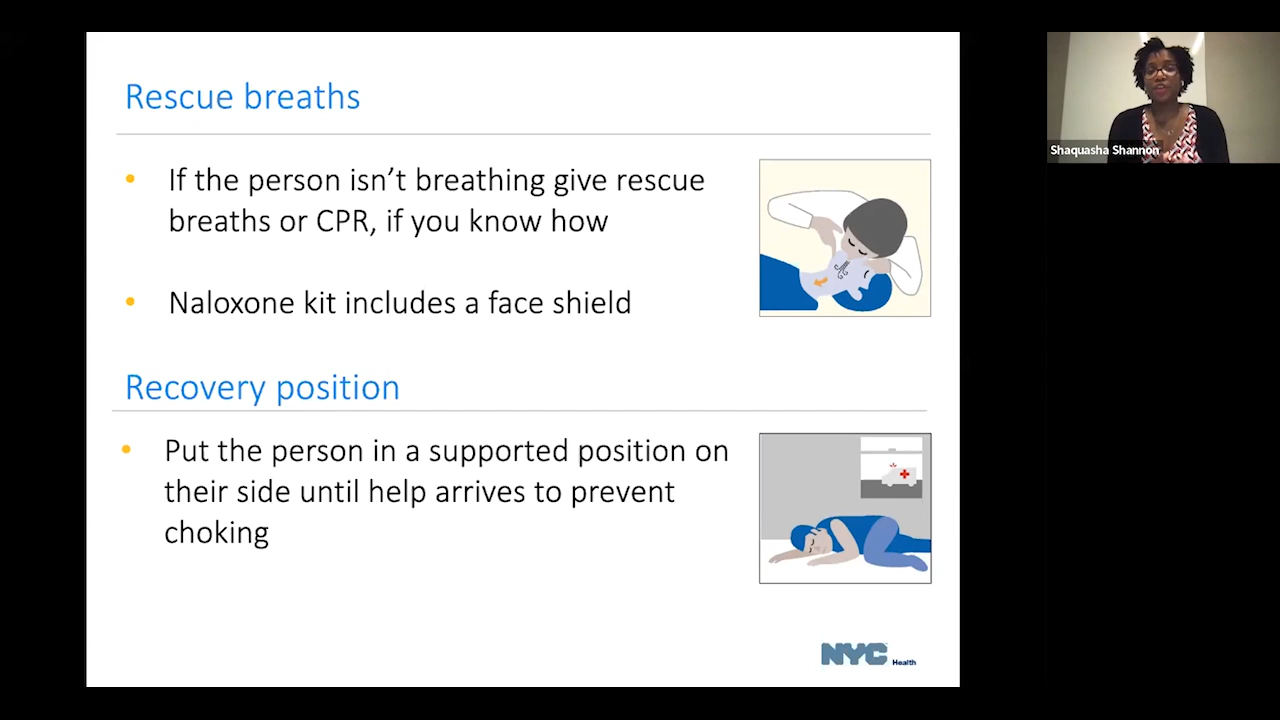 Rescue breaths
• If the person isn’t breathing give rescue
breaths or CPR, if you know how
• Naloxone kit includes a face shield
Recovery position
• Put the person in a supported position on
their side until help arrives to prevent
choking
NYC Health
Shaquasha Shannon